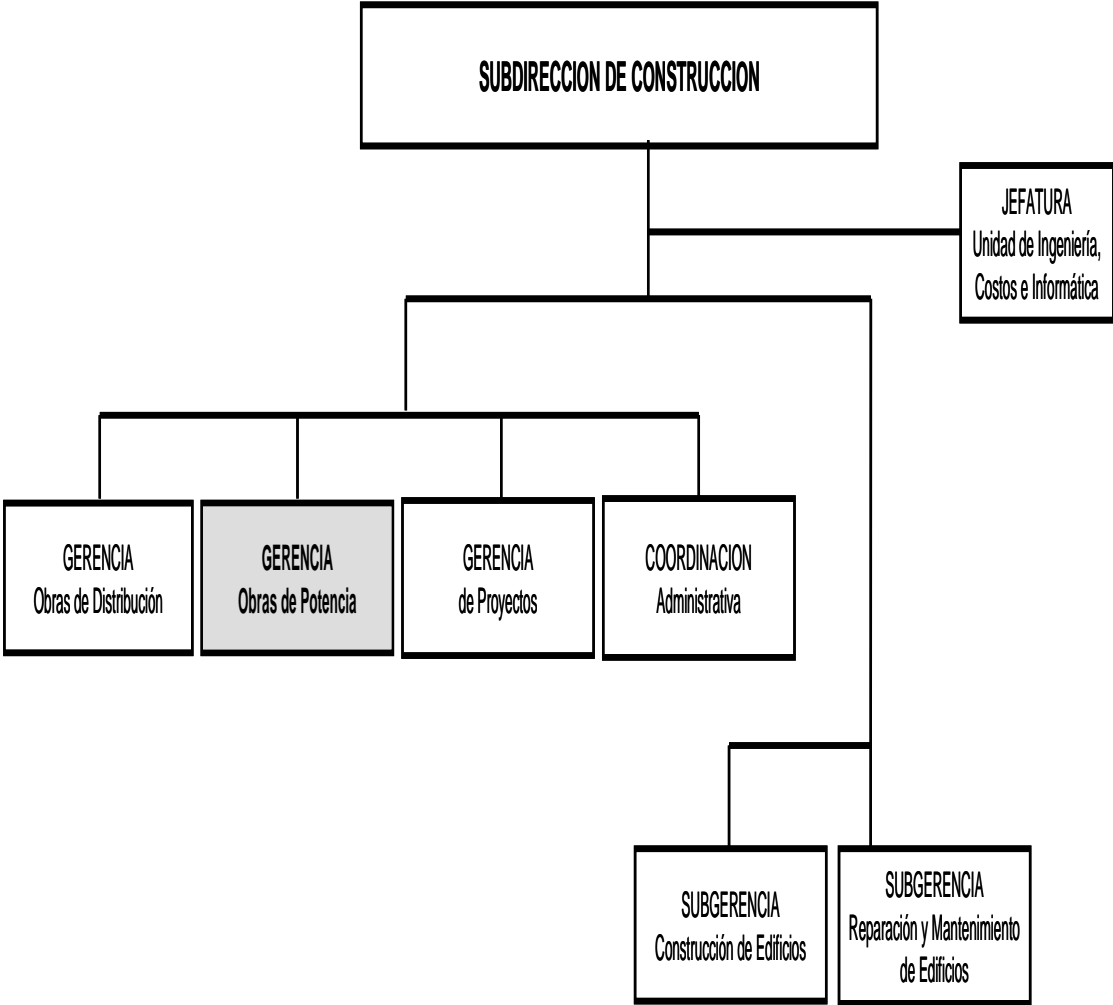 SUBDIRECCION DE CONSTRUCCION
JEFATURA
Unidad de Ingeniería,
Costos e Informática
GERENCIA
Obras de Distribución
GERENCIA
Obras de Potencia
GERENCIA
de Proyectos
COORDINACION
Administrativa
SUBGERENCIA
Construcción de Edificios
SUBGERENCIA
Reparación y Mantenimiento
de Edificios